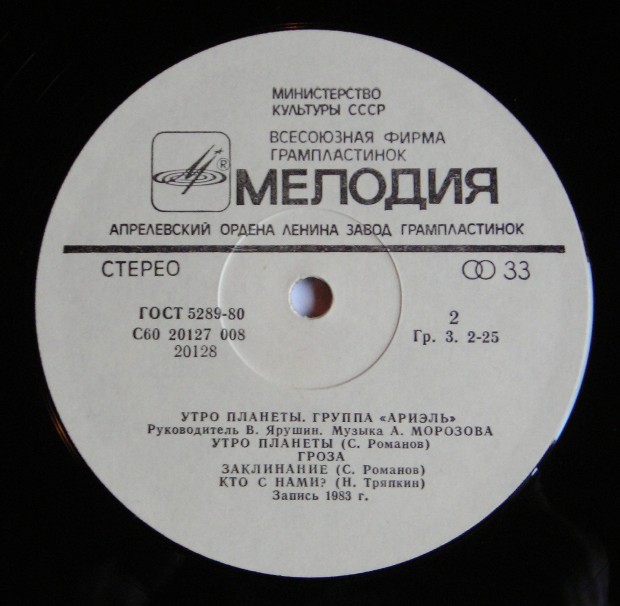 МИНИСТЕРСТВО
КУЛЬТУРЫ СССР
ВСЕСОЮЗНАЯ ФИРМА
ГРАМПЛАСТИНОК
®
МЕЛОДИЯ
АПРЕЛЕВСКИЙ ОРДЕНА ЛЕНИНА ЗАВОД ГРАМПЛАСТИНОК
СТЕРЕО 33
ГОСТ 5289-80
С60 20127 008
20128
2
Гр. 3. 2-25
УТРО ПЛАНЕТЫ. ГРУППА «АРИЭЛЬ»
Руководитель В. Ярушин. Музыка А. МОРОЗОВА
УТРО ПЛАНЕТЫ (С. Романов)
ГРОЗА
ЗАКЛИНАНИЕ (С. Романов)
КТО С НАМИ? (Н. Тряпкин)
Запись 1983 г.